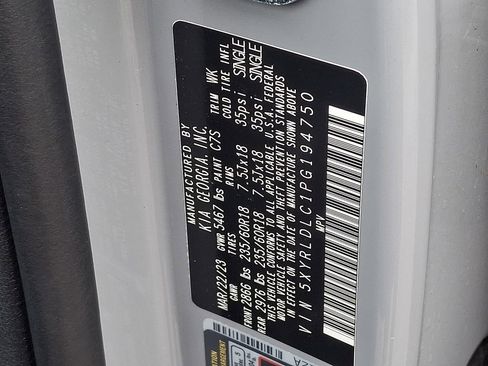 MANUFACTURED BY
KIA GEORGIA, INC.
MAR/22/23 GVWR 5467 lbs PAINT C7S TRIM WK
GAWR TIRES RIMS COLD TIRE INFL
FRONT 2866 lbs 235/60R18 7.5Jx18 35psi SINGLE
REAR 2976 lbs 235/60R18 7.5Jx18 35psi SINGLE
THIS VEHICLE CONFORMS TO ALL APPLICABLE U.S.A FEDERAL
MOTOR VEHICLE SAFETY AND THEFT PREVENTION STANDARDS
IN EFFECT ON THE DATE OF MANUFACTURE SHOWN ABOVE
VIN 5XYRLDLC1PG194750
MPV